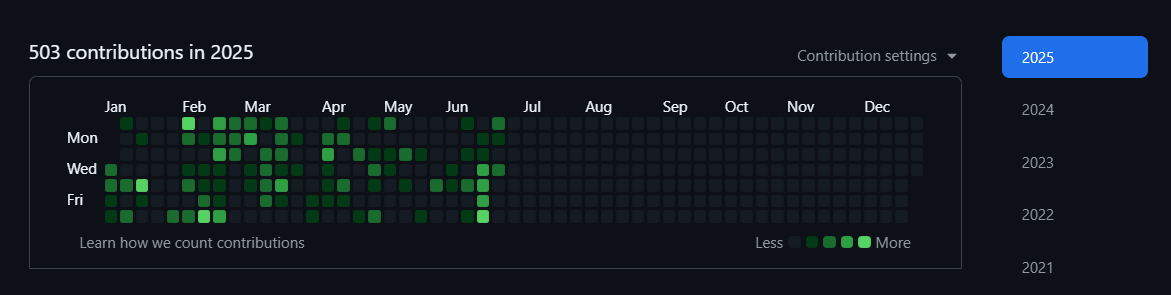 503 contributions in 2025
Contribution settings
2025
2024
2023
2022
2021
Jan Feb Mar Apr May Jun Jul Aug Sep Oct Nov Dec
Mon
Wed
Fri
Learn how we count contributions
Less More